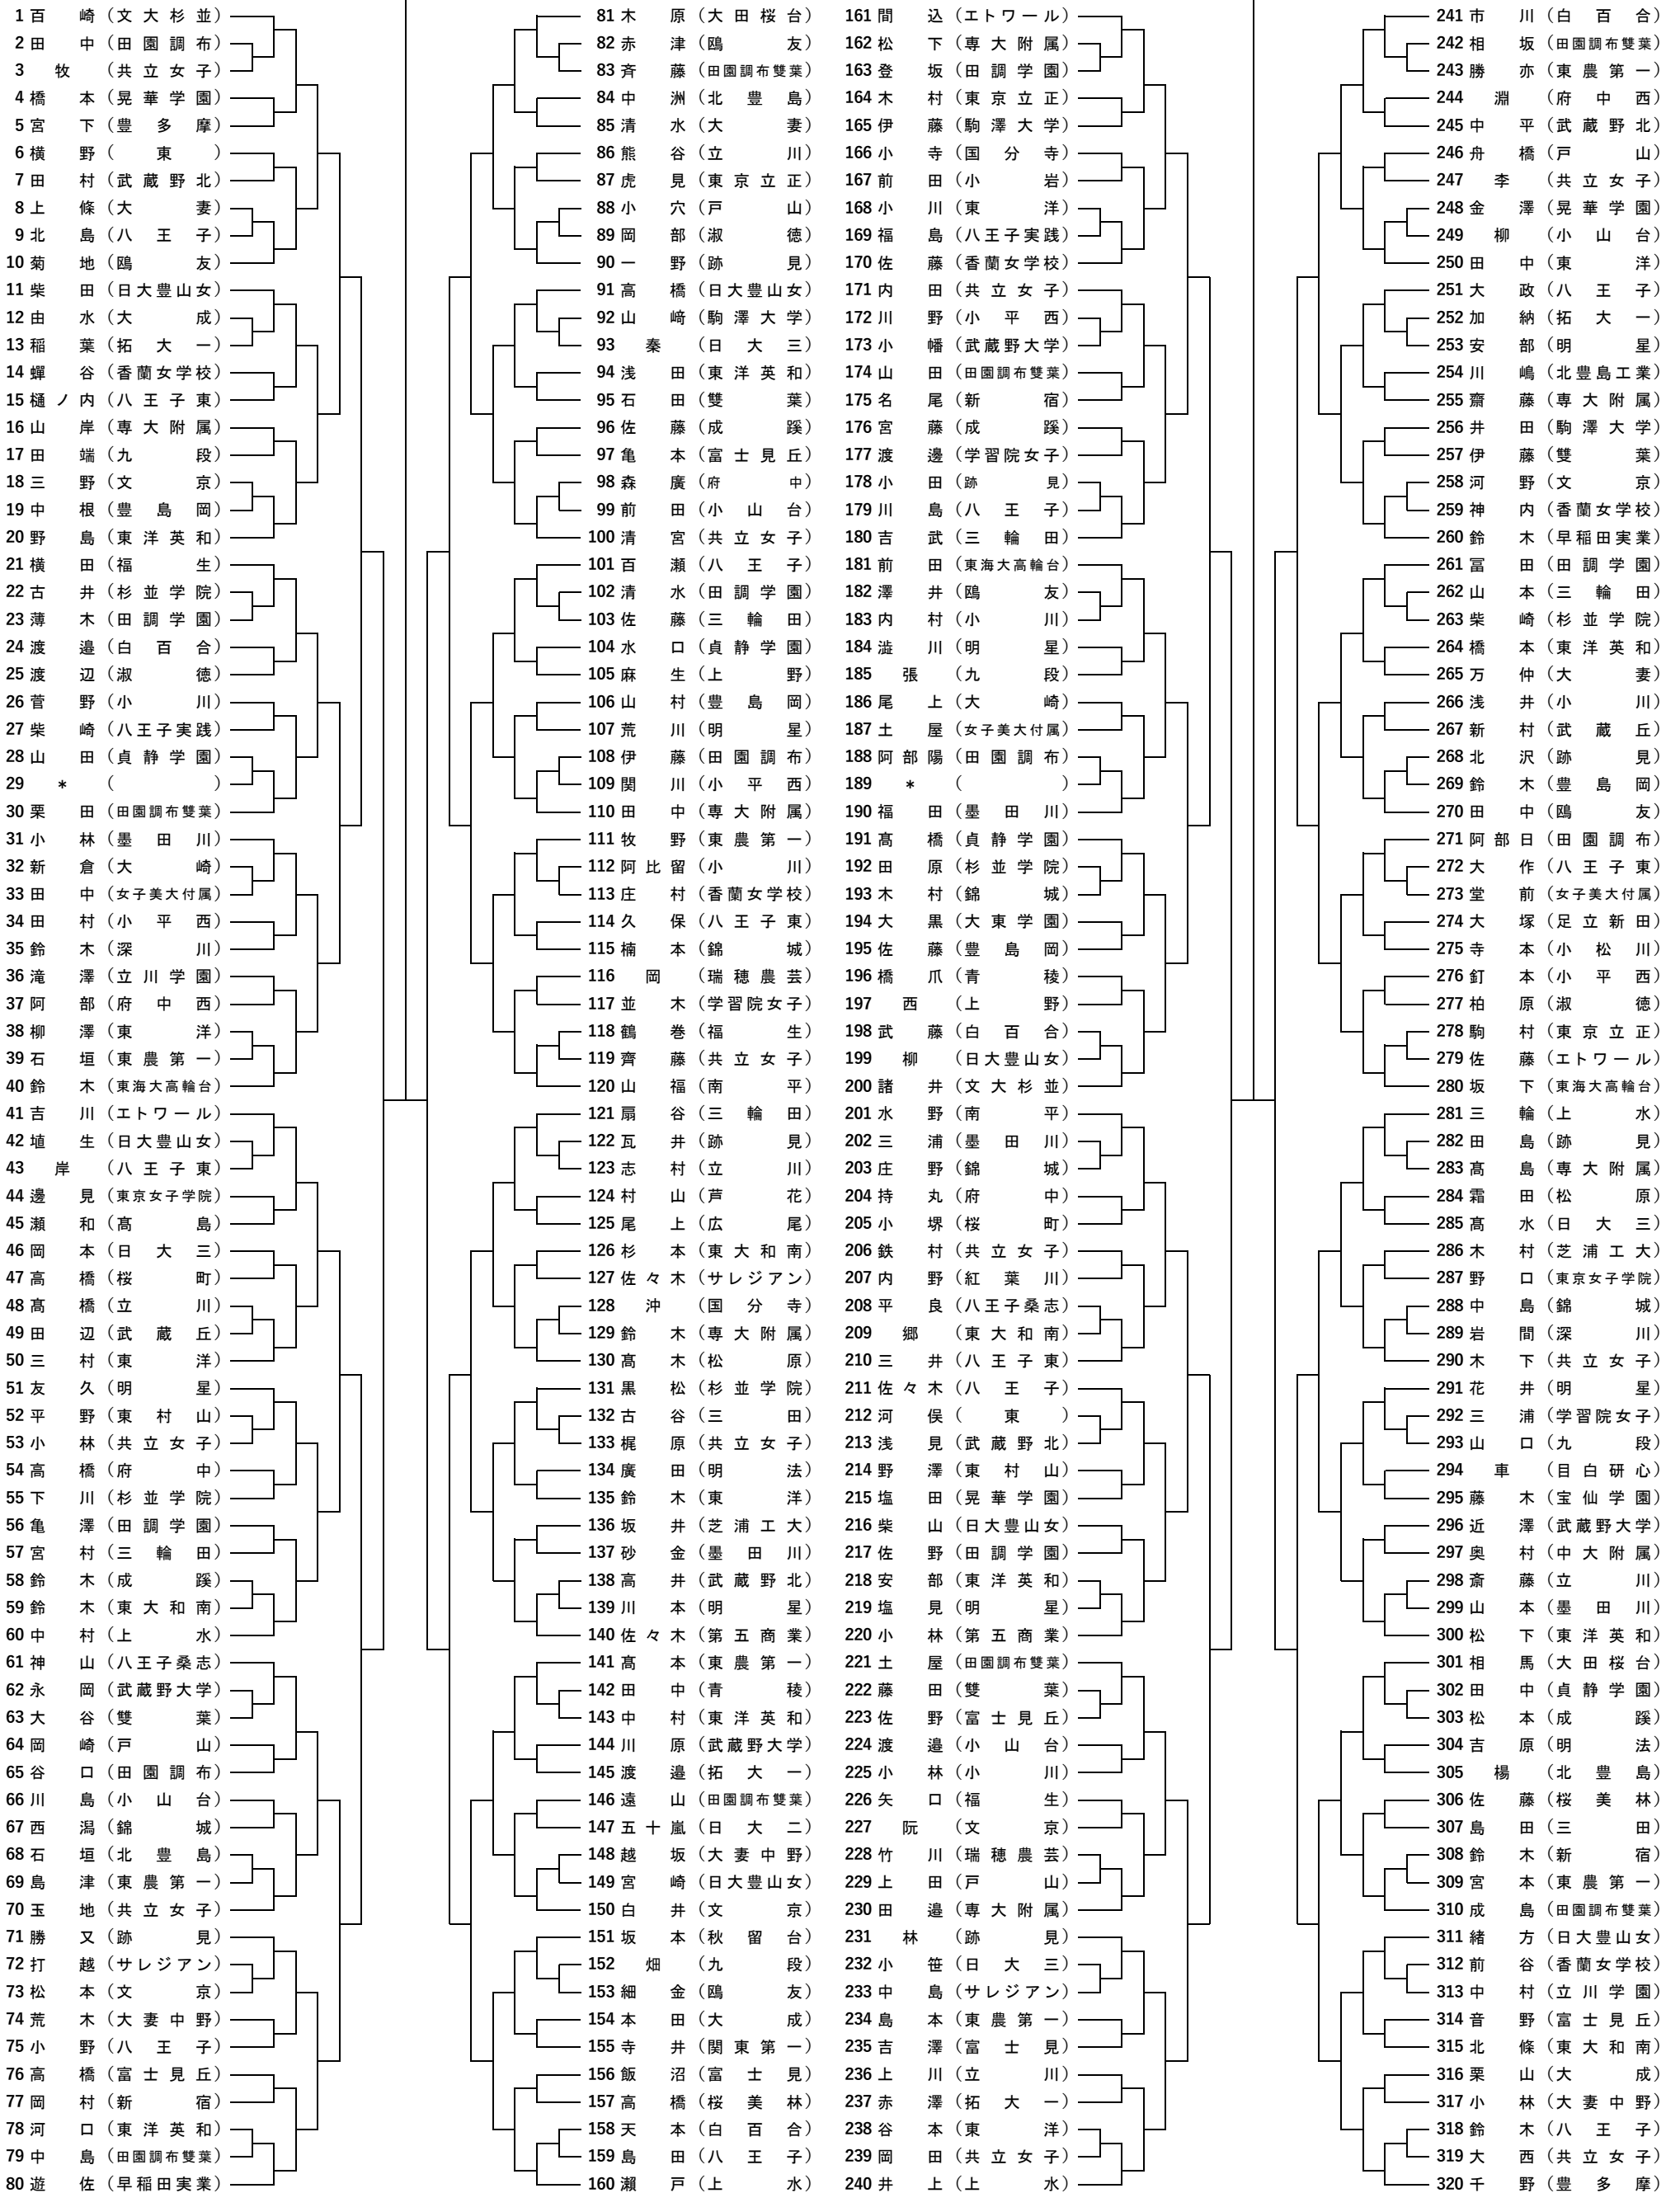 1 百崎（文大杉並）
2 田中（田園調布）
3 牧（共立女子）
4 橋本（晃華学園）
5 宮下（豊多摩）
6 横野（東）
7 田村（武蔵野北）
8 上條（大妻）
9 北島（八王子）
10 菊地（鴎友）
11 柴田（日大豊山女）
12 由水（大成）
13 稲葉（拓大一）
14 蟬谷（香蘭女学校）
15 樋ノ内（八王子東）
16 山岸（専大附属）
17 田端（九段）
18 三野（文京）
19 中根（豊島岡）
20 野島（東洋英和）
21 横田（福生）
22 古井（杉並学院）
23 薄木（田調学園）
24 渡邉（白百合）
25 渡辺（淑徳）
26 菅野（小川）
27 柴崎（八王子実践）
28 山田（貞静学園）
29 *（）
30 栗田（田園調布雙葉）
31 小林（墨田川）
32 新倉（大崎）
33 田中（女子美大付属）
34 田村（小平西）
35 鈴木（深川）
36 滝澤（立川学園）
37 阿部（府中西）
38 柳澤（東洋）
39 石垣（東農第一）
40 鈴木（東海大高輪台）
41 吉川（エトワール）
42 埴生（日大豊山女）
43 岸（八王子東）
44 邊見（東京女子学院）
45 瀬和（髙島）
46 岡本（日大三）
47 高橋（桜町）
48 髙橋（立川）
49 田辺（武蔵丘）
50 三村（東洋）
51 友久（明星）
52 平野（東村山）
53 小林（共立女子）
54 高橋（府中）
55 下川（杉並学院）
56 亀澤（田調学園）
57 宮村（三輪田）
58 鈴木（成蹊）
59 鈴木（東大和南）
60 中村（上水）
61 神山（八王子桑志）
62 永岡（武蔵野大学）
63 大谷（雙葉）
64 岡崎（戸山）
65 谷口（田園調布）
66 川島（小山台）
67 西潟（錦城）
68 石垣（北豊島）
69 島津（東農第一）
70 玉地（共立女子）
71 勝又（跡見）
72 打越（サレジアン）
73 松本（文京）
74 荒木（大妻中野）
75 小野（八王子）
76 高橋（富士見丘）
77 岡村（新宿）
78 河口（東洋英和）
79 中島（田園調布雙葉）
80 遊佐（早稲田実業）
81 木原（大田桜台）
82 赤津（鴎友）
83 斉藤（田園調布雙葉）
84 中洲（北豊島）
85 清水（大妻）
86 熊谷（立川）
87 虎見（東京立正）
88 小穴（戸山）
89 岡部（淑徳）
90 一野（跡見）
91 高橋（日大豊山女）
92 山﨑（駒澤大学）
93 秦（日大三）
94 浅田（東洋英和）
95 石田（雙葉）
96 佐藤（成蹊）
97 亀本（富士見丘）
98 森廣（府中）
99 前田（小山台）
100 清宮（共立女子）
101 百瀬（八王子）
102 清水（田調学園）
103 佐藤（三輪田）
104 水口（貞静学園）
105 麻生（上野）
106 山村（豊島岡）
107 荒川（明星）
108 伊藤（田園調布）
109 関川（小平西）
110 田中（専大附属）
111 牧野（東農第一）
112 阿比留（小川）
113 庄村（香蘭女学校）
114 久保（八王子東）
115 楠本（錦城）
116 岡（瑞穂農芸）
117 並木（学習院女子）
118 鶴巻（福生）
119 齊藤（共立女子）
120 山福（南平）
121 扇谷（三輪田）
122 瓦井（跡見）
123 志村（立川）
124 村山（芦花）
125 尾上（広尾）
126 杉本（東大和南）
127 佐々木（サレジアン）
128 沖（国分寺）
129 鈴木（専大附属）
130 髙木（松原）
131 黒松（杉並学院）
132 古谷（三田）
133 梶原（共立女子）
134 廣田（明法）
135 鈴木（東洋）
136 坂井（芝浦工大）
137 砂金（墨田川）
138 高井（武蔵野北）
139 川本（明星）
140 佐々木（第五商業）
141 髙本（東農第一）
142 田中（青稜）
143 中村（東洋英和）
144 川原（武蔵野大学）
145 渡邉（拓大一）
146 遠山（田園調布雙葉）
147 五十嵐（日大二）
148 越坂（大妻中野）
149 宮崎（日大豊山女）
150 白井（文京）
151 坂本（秋留台）
152 畑（九段）
153 細金（鴎友）
154 本田（大成）
155 寺井（関東第一）
156 飯沼（富士見）
157 高橋（桜美林）
158 天本（白百合）
159 島田（八王子）
160 瀬戸（上水）
161 間込（エトワール）
162 松下（専大附属）
163 登坂（田調学園）
164 木村（東京立正）
165 伊藤（駒澤大学）
166 小寺（国分寺）
167 前田（小岩）
168 小川（東洋）
169 福島（八王子実践）
170 佐藤（香蘭女学校）
171 内田（共立女子）
172 川野（小平西）
173 小幡（武蔵野大学）
174 山田（田園調布雙葉）
175 名尾（新宿）
176 宮藤（成蹊）
177 渡邊（学習院女子）
178 小田（跡見）
179 川島（八王子）
180 吉武（三輪田）
181 前田（東海大高輪台）
182 澤井（鴎友）
183 内村（小川）
184 澁川（明星）
185 張（九段）
186 尾上（大崎）
187 土屋（女子美大付属）
188 阿部陽（田園調布）
189 *（）
190 福田（墨田川）
191 髙橋（貞静学園）
192 田原（杉並学院）
193 木村（錦城）
194 大黒（大東学園）
195 佐藤（豊島岡）
196 橋爪（青稜）
197 西（上野）
198 武藤（白百合）
199 柳（日大豊山女）
200 諸井（文大杉並）
201 水野（南平）
202 三浦（墨田川）
203 庄野（錦城）
204 持丸（府中）
205 小堺（桜町）
206 鉄村（共立女子）
207 内野（紅葉川）
208 平良（八王子桑志）
209 郷（東大和南）
210 三井（八王子東）
211 佐々木（八王子）
212 河俣（東）
213 浅見（武蔵野北）
214 野澤（東村山）
215 塩田（晃華学園）
216 柴山（日大豊山女）
217 佐野（田調学園）
218 安部（東洋英和）
219 塩見（明星）
220 小林（第五商業）
221 土屋（田園調布雙葉）
222 藤田（雙葉）
223 佐野（富士見丘）
224 渡邉（小山台）
225 小林（小川）
226 矢口（福生）
227 阮（文京）
228 竹川（瑞穂農芸）
229 上田（戸山）
230 田邉（専大附属）
231 林（跡見）
232 小笹（日大三）
233 中島（サレジアン）
234 島本（東農第一）
235 吉澤（富士見）
236 上川（立川）
237 赤澤（拓大一）
238 谷本（東洋）
239 岡田（共立女子）
240 井上（上水）
241 市川（白百合）
242 相坂（田園調布雙葉）
243 勝亦（東農第一）
244 淵（府中西）
245 中平（武蔵野北）
246 舟橋（戸山）
247 李（共立女子）
248 金澤（晃華学園）
249 柳（小山台）
250 田中（東洋）
251 大政（八王子）
252 加納（拓大一）
253 安部（明星）
254 川嶋（北豊島工業）
255 齋藤（専大附属）
256 井田（駒澤大学）
257 伊藤（雙葉）
258 河野（文京）
259 神内（香蘭女学校）
260 鈴木（早稲田実業）
261 冨田（田調学園）
262 山本（三輪田）
263 柴崎（杉並学院）
264 橋本（東洋英和）
265 万仲（大妻）
266 浅井（小川）
267 新村（武蔵丘）
268 北沢（跡見）
269 鈴木（豊島岡）
270 田中（鴎友）
271 阿部日（田園調布）
272 大作（八王子東）
273 堂前（女子美大付属）
274 大塚（足立新田）
275 寺本（小松川）
276 釘本（小平西）
277 柏原（淑徳）
278 駒村（東京立正）
279 佐藤（エトワール）
280 坂下（東海大高輪台）
281 三輪（上水）
282 田島（跡見）
283 髙島（専大附属）
284 霜田（松原）
285 髙水（日大三）
286 木村（芝浦工大）
287 野口（東京女子学院）
288 中島（錦城）
289 岩間（深川）
290 木下（共立女子）
291 花井（明星）
292 三浦（学習院女子）
293 山口（九段）
294 車（目白研心）
295 藤木（宝仙学園）
296 近澤（武蔵野大学）
297 奥村（中大附属）
298 斎藤（立川）
299 山本（墨田川）
300 松下（東洋英和）
301 相馬（大田桜台）
302 田中（貞静学園）
303 松本（成蹊）
304 吉原（明法）
305 楊（北豊島）
306 佐藤（桜美林）
307 島田（三田）
308 鈴木（新宿）
309 宮本（東農第一）
310 成島（田園調布雙葉）
311 緒方（日大豊山女）
312 前谷（香蘭女学校）
313 中村（立川学園）
314 音野（富士見丘）
315 北條（東大和南）
316 栗山（大成）
317 小林（大妻中野）
318 鈴木（八王子）
319 大西（共立女子）
320 千野（豊多摩）